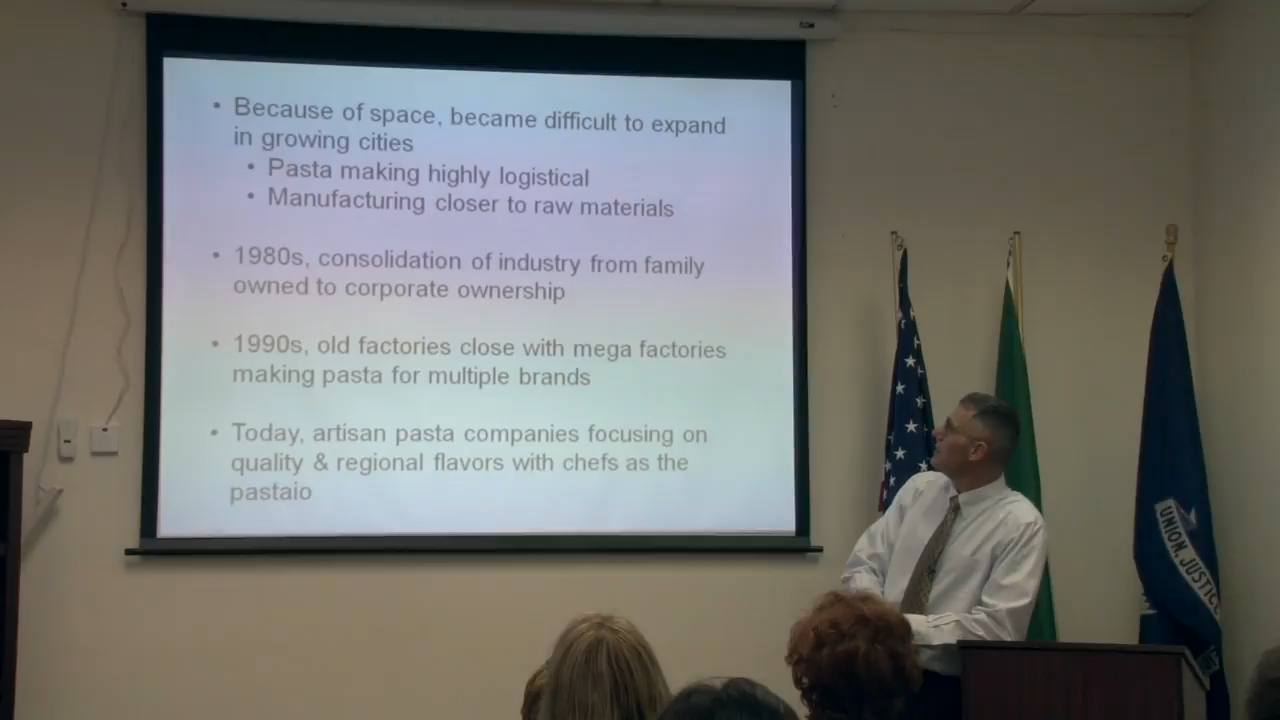 • Because of space, became difficult to expand
in growing cities
• Pasta making highly logistical
• Manufacturing closer to raw materials
• 1980s, consolidation of industry from family
owned to corporate ownership
• 1990s, old factories close with mega factories
making pasta for multiple brands
• Today, artisan pasta companies focusing on
quality & regional flavors with chefs as the
pastaio
UNION, JUSTICE